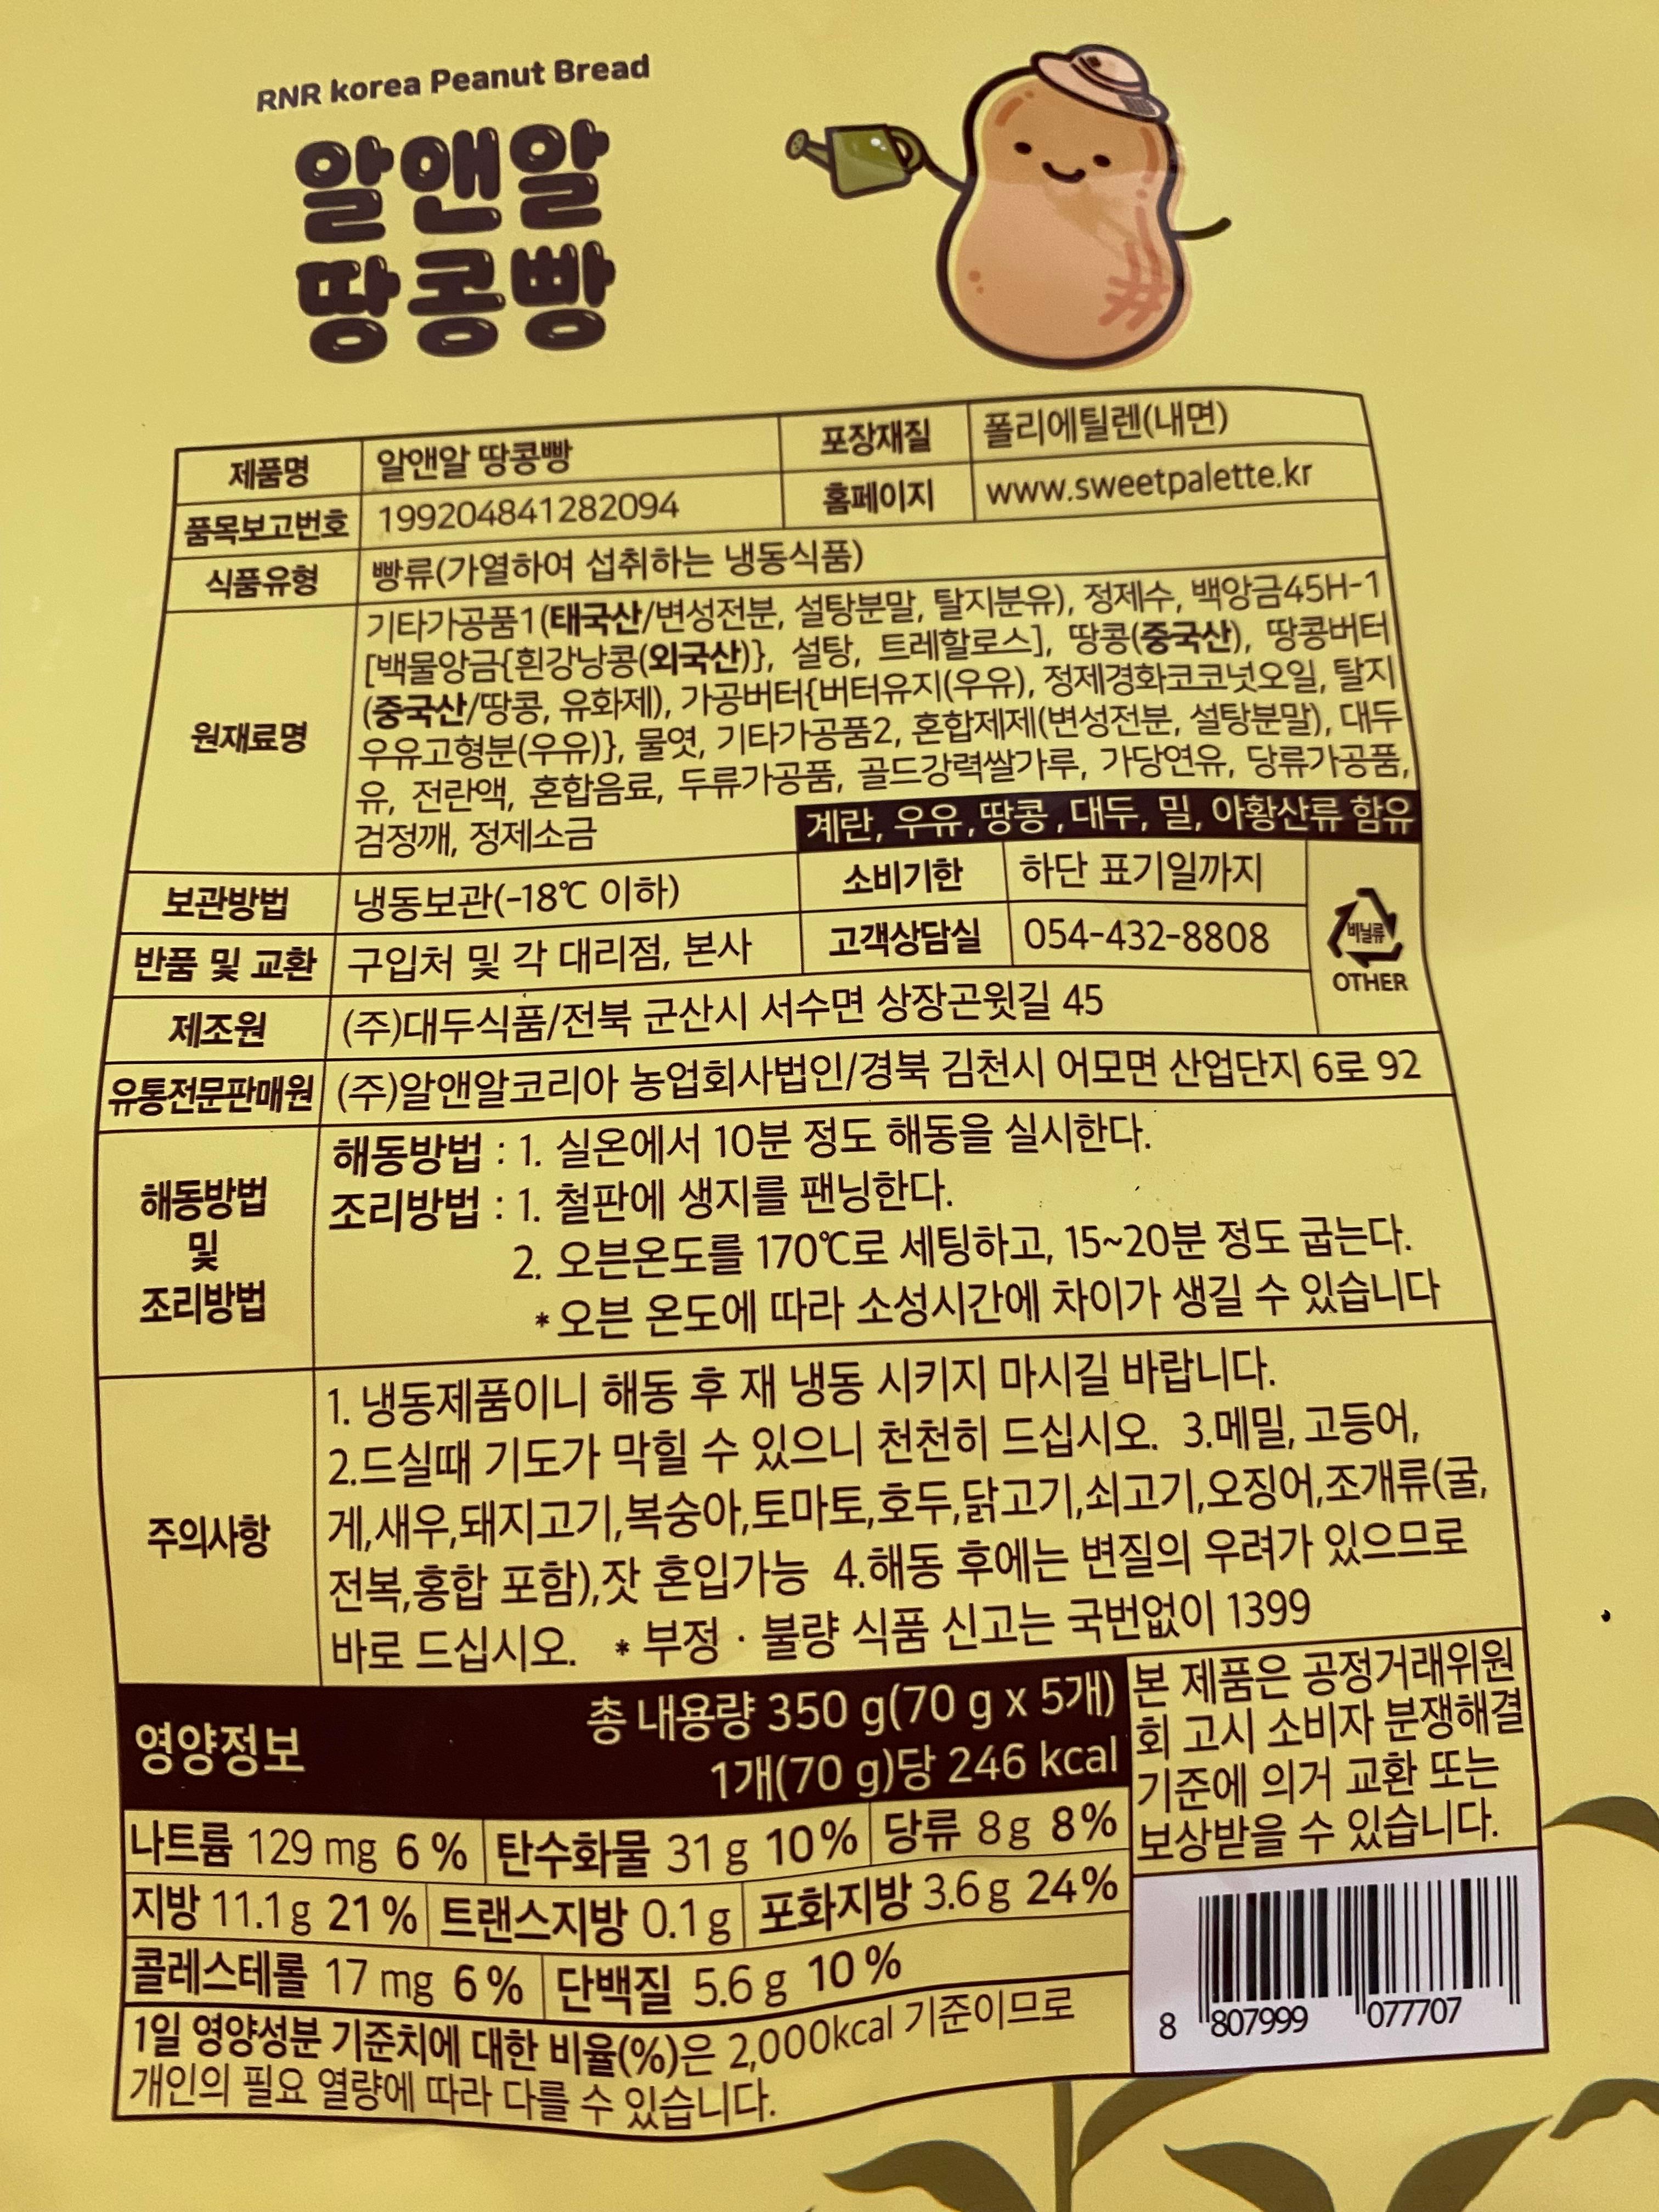 RNR korea Peanut Bread
알앤알
땅콩빵
제품명 알앤알 땅콩빵 포장재질 폴리에틸렌(내면)
품목보고번호 199204841282094 홈페이지 www.sweetpalette.kr
식품유형 빵류(가열하여 섭취하는 냉동식품)
원재료명
기타가공품1(태국산/변성전분, 설탕분말, 탈지분유), 정제수, 백앙금45H-1
[백물앙금{흰강낭콩(외국산)}, 설탕, 트레할로스], 땅콩(중국산), 땅콩버터
(중국산/땅콩, 유화제), 가공버터{버터유지(우유), 정제경화코코넛오일, 탈지
우유고형분(우유)}, 물엿, 기타가공품2, 혼합제제(변성전분, 설탕분말), 대두
유, 전란액, 혼합음료, 두류가공품, 골드강력쌀가루, 가당연유, 당류가공품,
검정깨, 정제소금
계란, 우유, 땅콩, 대두, 밀, 아황산류 함유
보관방법 냉동보관(-18℃ 이하) 소비기한 하단 표기일까지
반품 및 교환 구입처 및 각 대리점, 본사 고객상담실 054-432-8808
비닐류
OTHER
제조원 (주)대두식품/전북 군산시 서수면 상장곤윗길 45
유통전문판매원 (주)알앤알코리아 농업회사법인/경북 김천시 어모면 산업단지 6로 92
해동방법
및
조리방법
해동방법 : 1. 실온에서 10분 정도 해동을 실시한다.
조리방법 : 1. 철판에 생지를 팬닝한다.
2. 오븐온도를 170℃로 세팅하고, 15~20분 정도 굽는다.
* 오븐 온도에 따라 소성시간에 차이가 생길 수 있습니다
주의사항
1. 냉동제품이니 해동 후 재 냉동 시키지 마시길 바랍니다.
2.드실때 기도가 막힐 수 있으니 천천히 드십시오. 3.메밀, 고등어,
게,새우,돼지고기,복숭아,토마토,호두,닭고기,쇠고기,오징어,조개류(굴,
전복,홍합 포함),잣 혼입가능 4.해동 후에는 변질의 우려가 있으므로
바로 드십시오. * 부정 · 불량 식품 신고는 국번없이 1399
영양정보
총 내용량 350 g(70 g x 5개)
1개(70 g)당 246 kcal
나트륨 129 mg 6 % 탄수화물 31 g 10% 당류 8g 8%
지방 11.1g 21% 트랜스지방 0.1g 포화지방 3.6g 24%
콜레스테롤 17 mg 6% 단백질 5.6 g 10 %
1일 영양성분 기준치에 대한 비율(%)은 2,000kcal 기준이므로
개인의 필요 열량에 따라 다를 수 있습니다.
본 제품은 공정거래위원
회 고시 소비자 분쟁해결
기준에 의거 교환 또는
보상받을 수 있습니다.
8 807999 077707